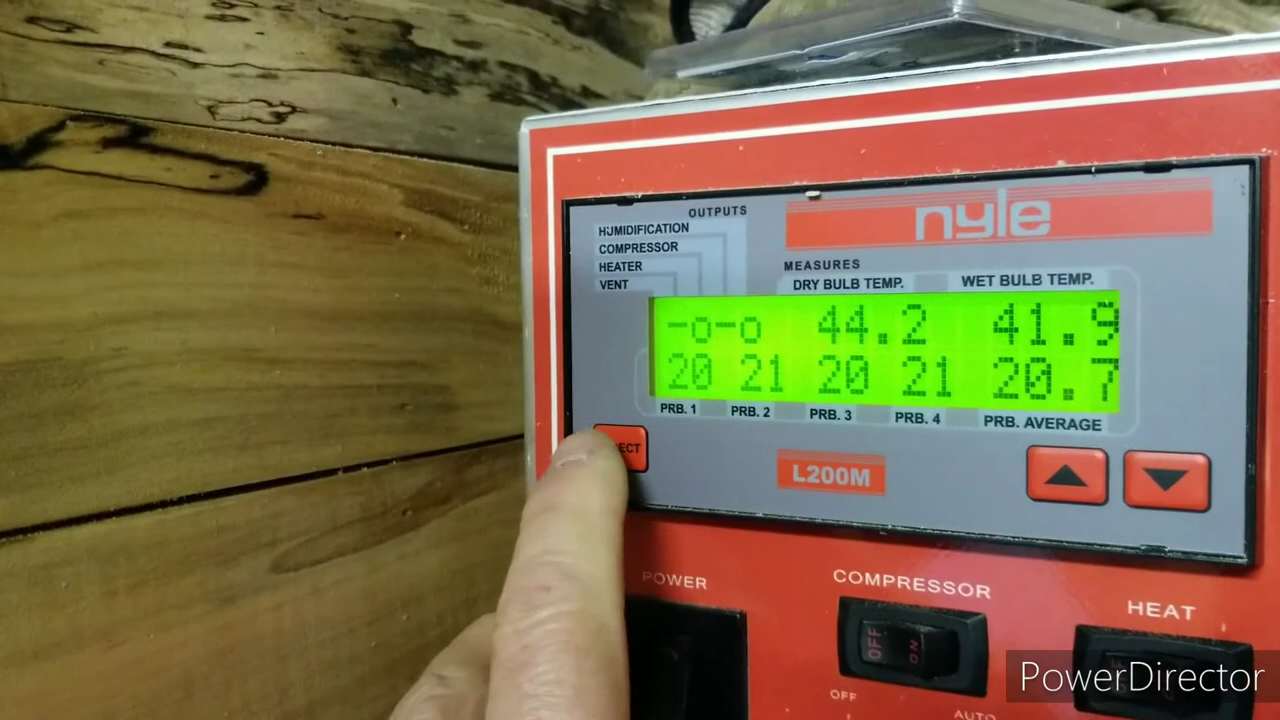 OUTPUTS
HUMIDIFICATION
COMPRESSOR
HEATER
VENT
nyle
MEASURES
DRY BULB TEMP. WET BULB TEMP.
-o-o 44.2 41.9
20 21 20 21 20.7
PRB. 1 PRB. 2 PRB. 3 PRB. 4 PRB. AVERAGE
ECT
L200M
POWER
COMPRESSOR
HEAT
OFF ON
OFF
AUTO
PowerDirector